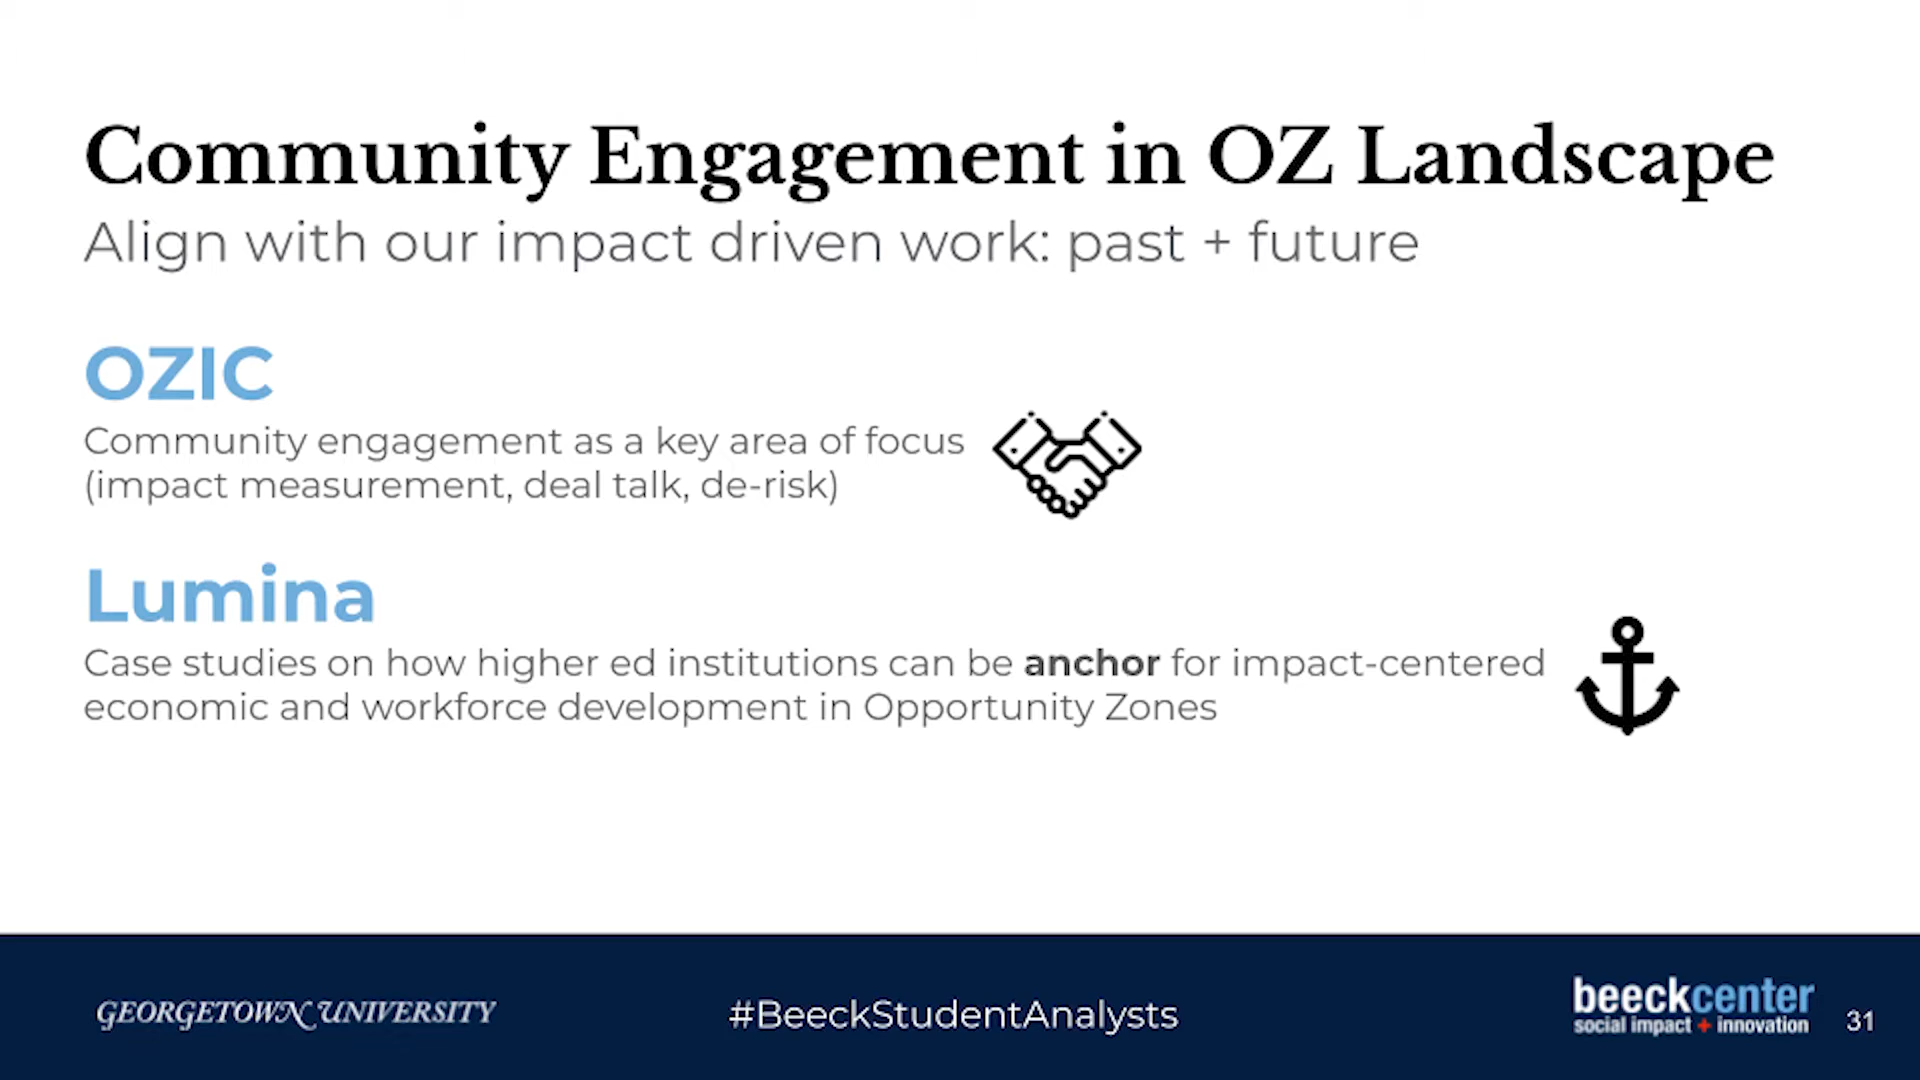 Community Engagement in OZ Landscape
Align with our impact driven work: past + future
OZIC
Community engagement as a key area of focus
(impact measurement, deal talk, de-risk)
Lumina
Case studies on how higher ed institutions can be anchor for impact-centered
economic and workforce development in Opportunity Zones
GEORGETOWN UNIVERSITY
#BeeckStudentAnalysts
beeckcenter
social impact + innovation
31